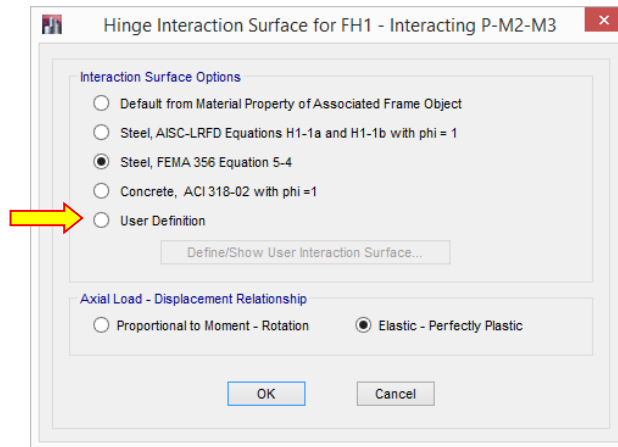 Hinge Interaction Surface for FH1 - Interacting P-M2-M3
Interaction Surface Options
Default from Material Property of Associated Frame Object
Steel, AISC-LRFD Equations H1-1a and H1-1b with phi = 1
Steel, FEMA 356 Equation 5-4
Concrete, ACI 318-02 with phi =1
User Definition
Define/Show User Interaction Surface...
Axial Load - Displacement Relationship
Proportional to Moment - Rotation Elastic - Perfectly Plastic
OK Cancel